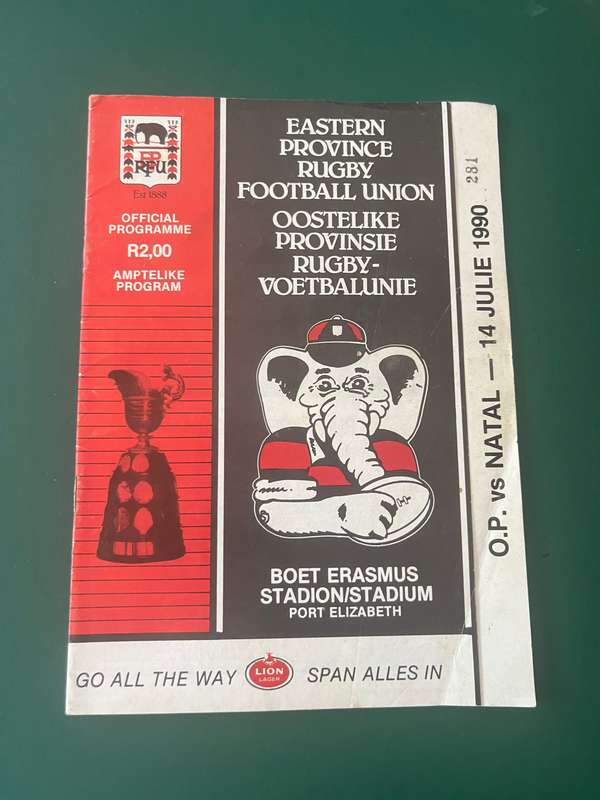 EP
RFU
Est 1888
OFFICIAL
PROGRAMME
R2,00
AMPTELIKE
PROGRAM
EASTERN
PROVINCE
RUGBY
FOOTBALL UNION
OOSTELIKE
PROVINSIE
RUGBY-
VOETBALUNIE
BOET ERASMUS
STADION/STADIUM
PORT ELIZABETH
GO ALL THE WAY
LION
LAGER
SPAN ALLES IN
O.P. vs NATAL — 14 JULIE 1990
281